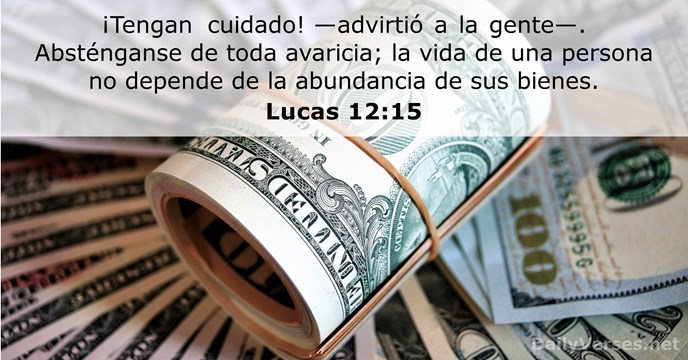 ¡Tengan cuidado! —advirtió a la gente—.
Absténganse de toda avaricia; la vida de una persona
no depende de la abundancia de sus bienes.
Lucas 12:15
100
DailyVerses.net